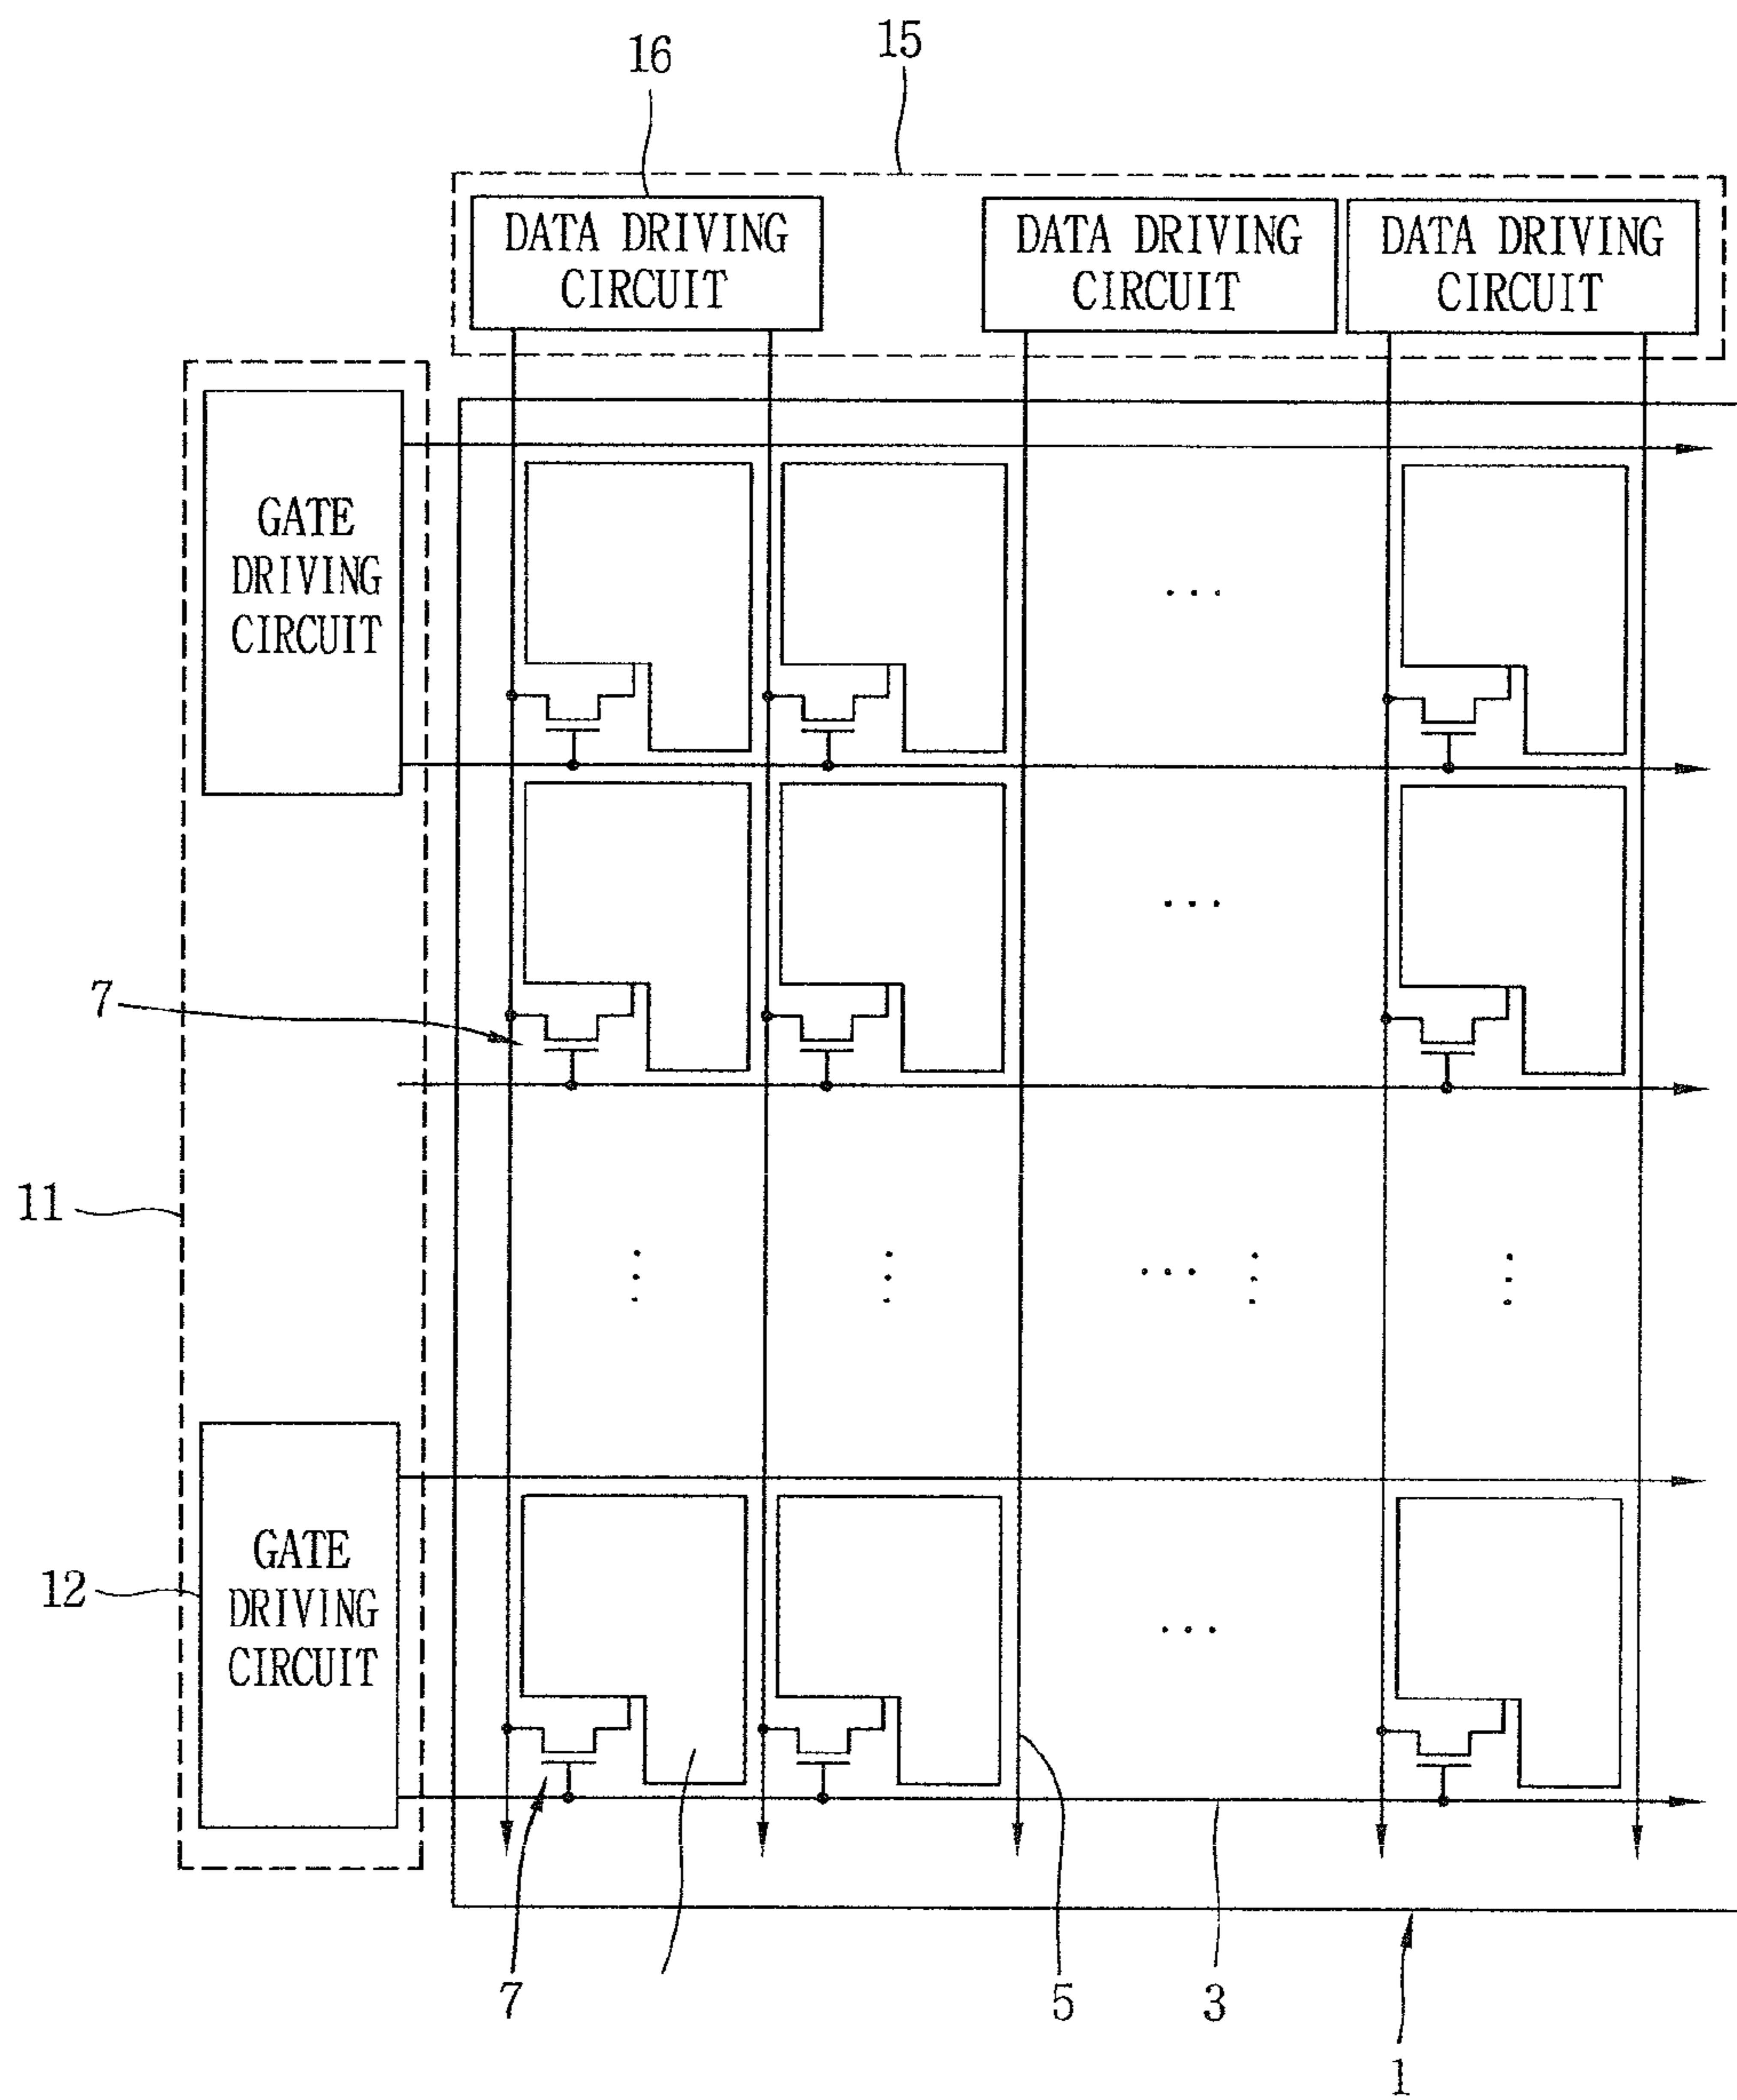 15
16
DATA DRIVING
CIRCUIT
DATA DRIVING
CIRCUIT
DATA DRIVING
CIRCUIT
GATE
DRIVING
CIRCUIT
...
...
7
11
...
GATE
DRIVING
CIRCUIT
12
...
7
5
3
1